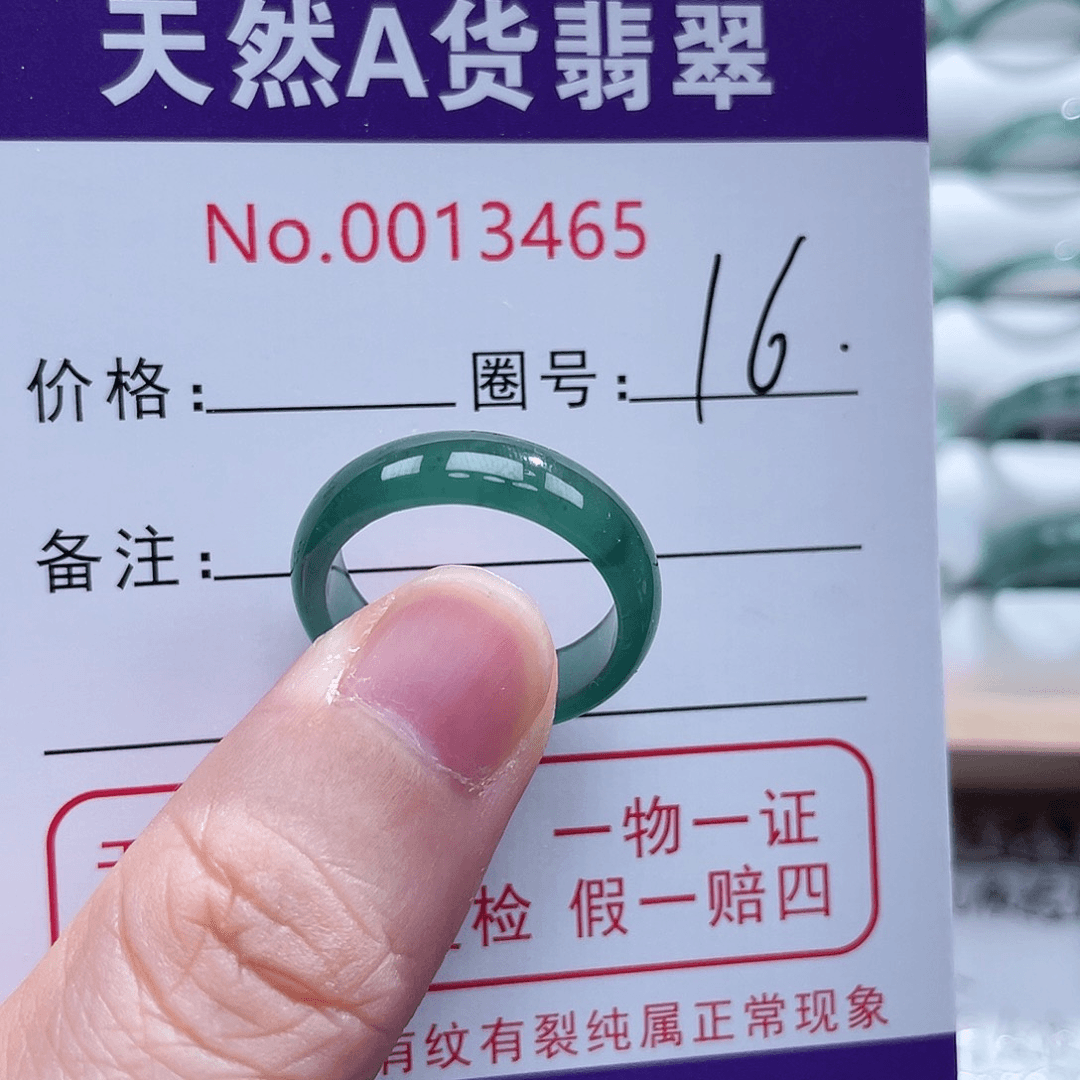 天然A货翡翠
No.0013465
价格: 圈号: 16.
备注:
一物一证
检 假一赔四
有纹有裂纯属正常现象